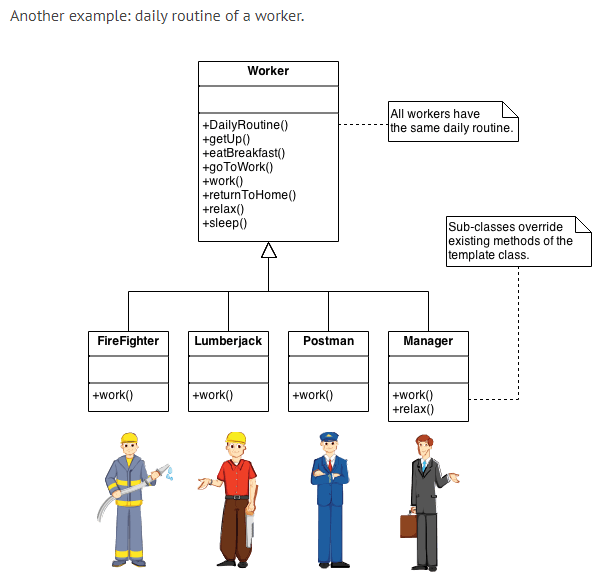 Another example: daily routine of a worker.
Worker
+DailyRoutine()
+getUp()
+eatBreakfast()
+goToWork()
+work()
+returnToHome()
+relax()
+sleep()
All workers have
the same daily routine.
Sub-classes override
existing methods of the
template class.
FireFighter
+work()
Lumberjack
+work()
Postman
+work()
Manager
+work()
+relax()